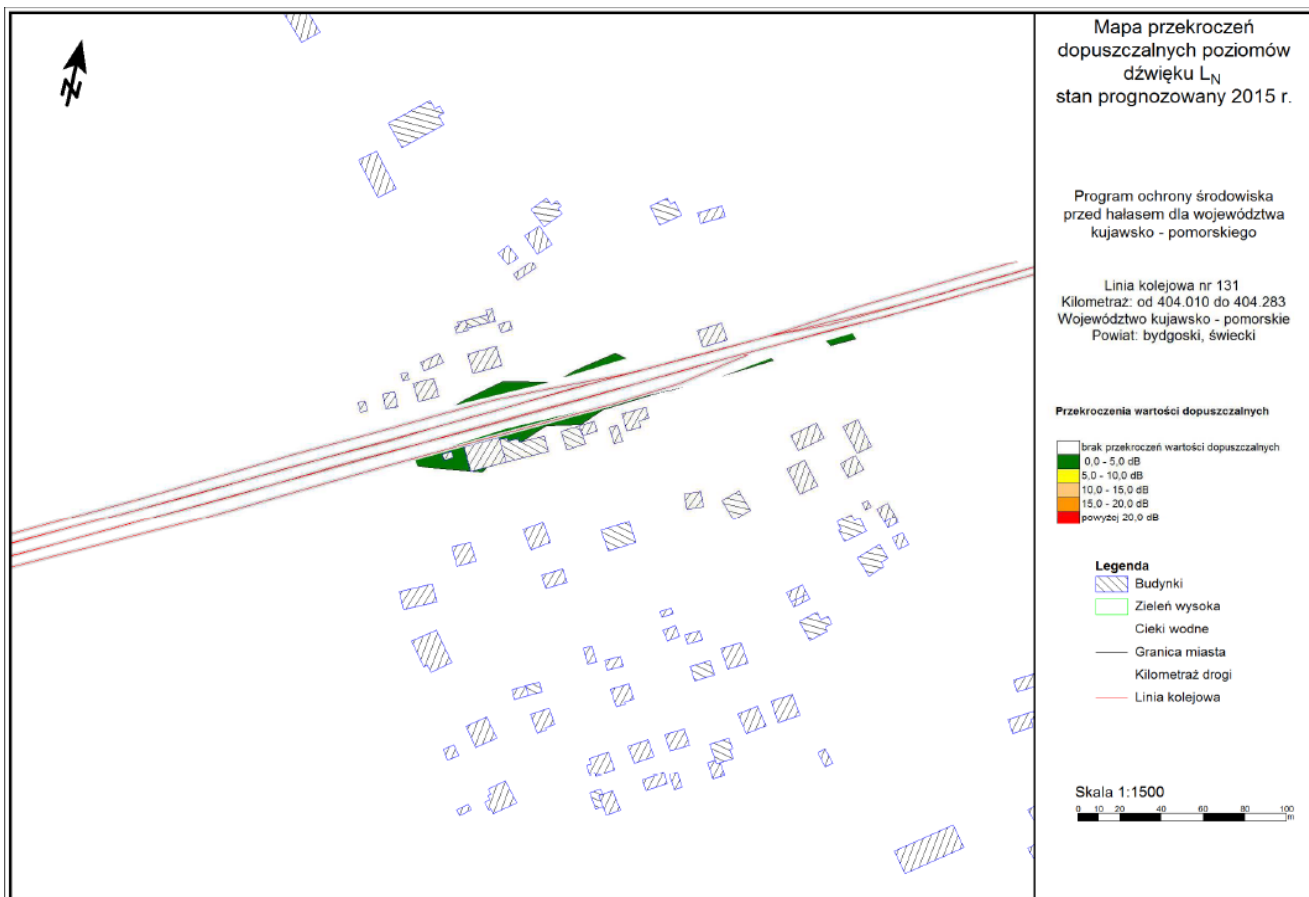 N
Mapa przekroczeń
dopuszczalnych poziomów
dźwięku LN
stan prognozowany 2015 r.
Program ochrony środowiska
przed hałasem dla województwa
kujawsko - pomorskiego
Linia kolejowa nr 131
Kilometraż: od 404.010 do 404.283
Województwo kujawsko - pomorskie
Powiat: bydgoski, świecki
Przekroczenia wartości dopuszczalnych
brak przekroczeń wartości dopuszczalnych
0,0 - 5,0 dB
5,0 - 10,0 dB
10,0 - 15,0 dB
15,0 - 20,0 dB
powyżej 20,0 dB
Legenda
Budynki
Zieleń wysoka
Cieki wodne
Granica miasta
Kilometraż drogi
Linia kolejowa
Skala 1:1500
0 10 20 40 60 80 100
m